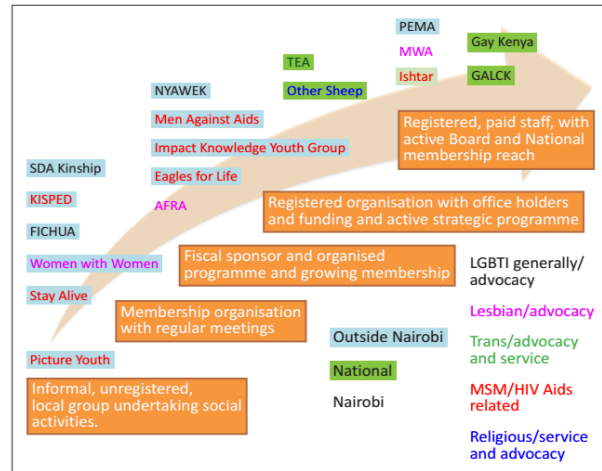 PEMA
MWA
Ishtar
Gay Kenya
GALCK
TEA
Other Sheep
NYAWEK
Men Against Aids
Impact Knowledge Youth Group
Eagles for Life
AFRA
SDA Kinship
KISPED
FICHUA
Women with Women
Stay Alive
Picture Youth
Registered, paid staff, with
active Board and National
membership reach
Registered organisation with office holders
and funding and active strategic programme
Fiscal sponsor and organised
programme and growing membership
Membership organisation
with regular meetings
Informal, unregistered,
local group undertaking social
activities.
Outside Nairobi
National
Nairobi
LGBTI generally/
advocacy
Lesbian/advocacy
Trans/advocacy
and service
MSM/HIV Aids
related
Religious/service
and advocacy